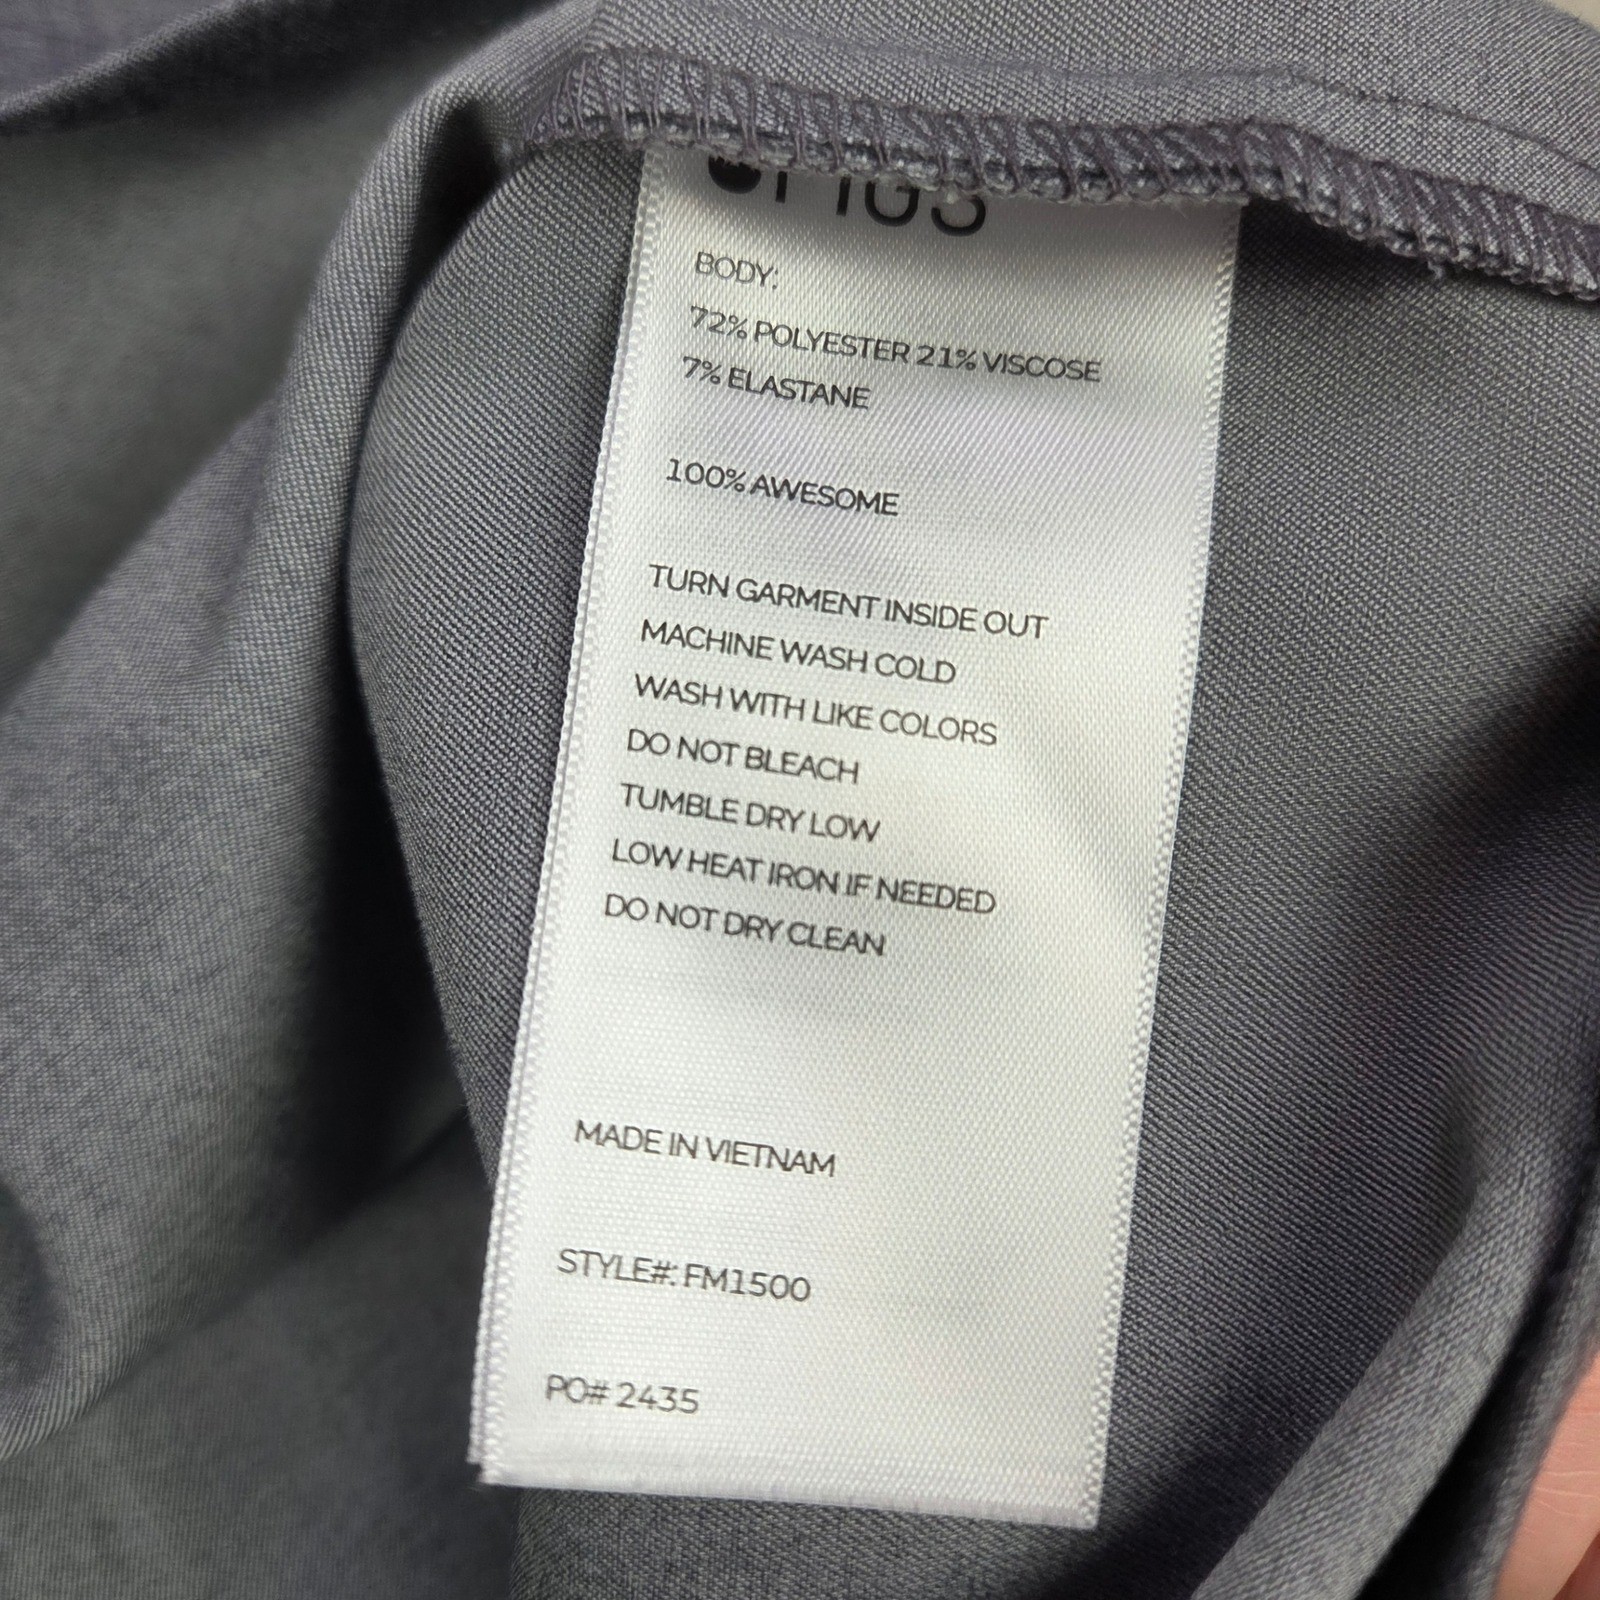 FIGS
BODY:
72% POLYESTER 21% VISCOSE
7% ELASTANE
100% AWESOME
TURN GARMENT INSIDE OUT
MACHINE WASH COLD
WASH WITH LIKE COLORS
DO NOT BLEACH
TUMBLE DRY LOW
LOW HEAT IRON IF NEEDED
DO NOT DRY CLEAN
MADE IN VIETNAM
STYLE#: FM1500
PO# 2435